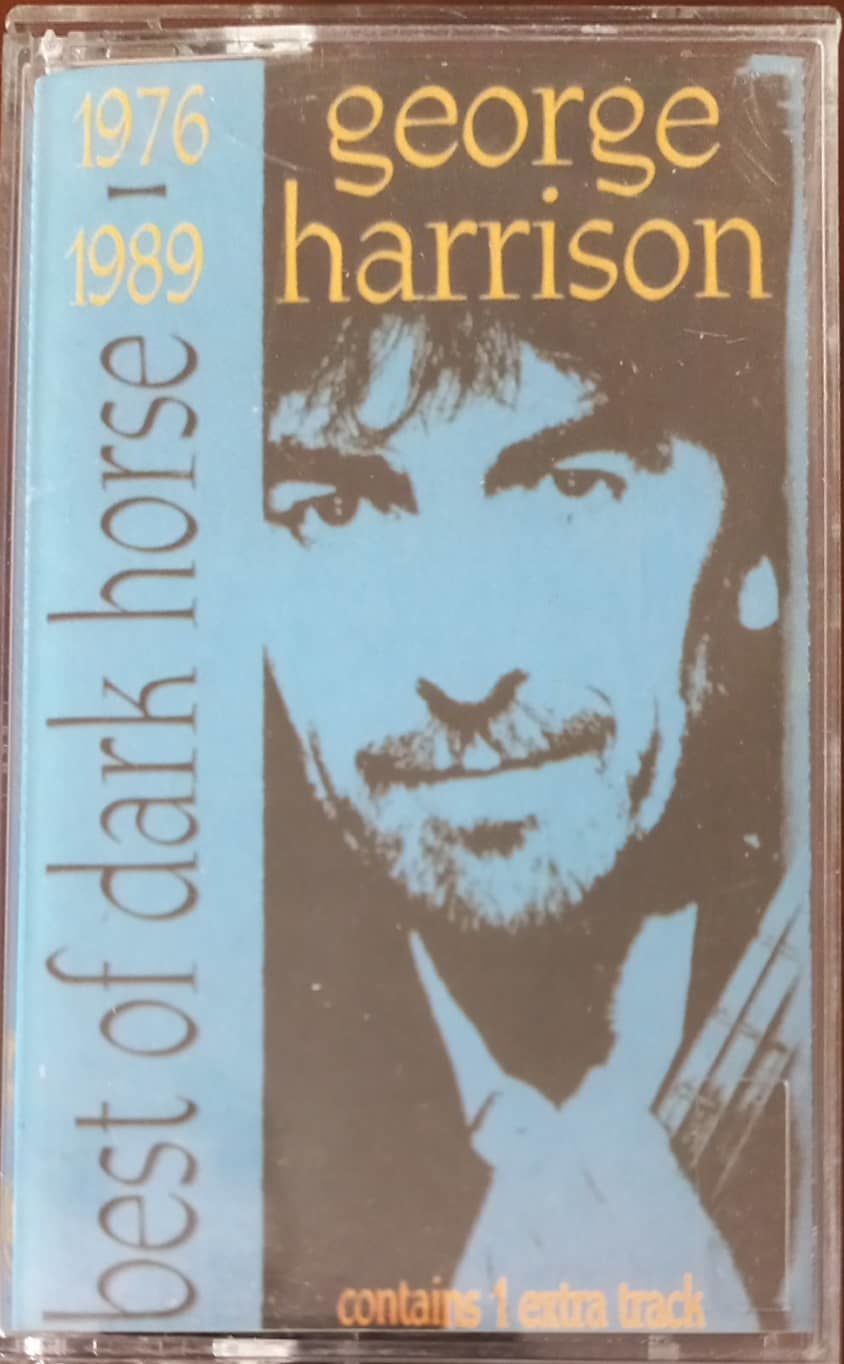 1976
-
1989
george
harrison
best of dark horse
contains 1 extra track